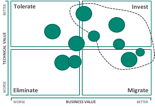 BETTER
Tolerate
Invest
TECHNICAL VALUE
Eliminate
Migrate
WORSE
WORSE
BUSINESS VALUE
BETTER